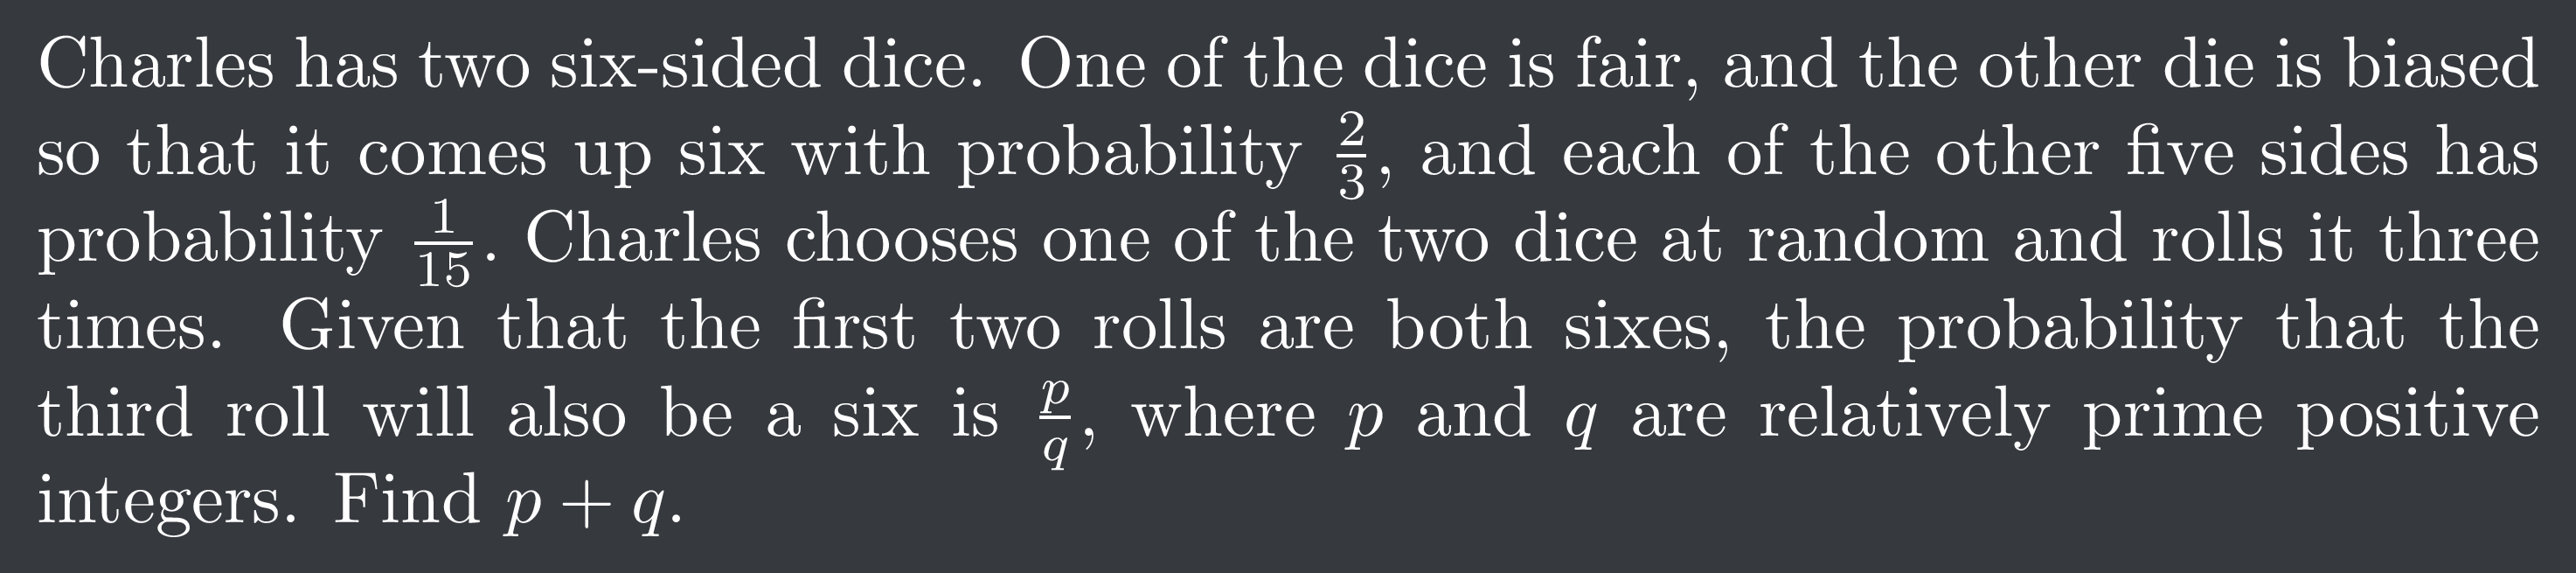 Charles has two six-sided dice. One of the dice is fair, and the other die is biased
so that it comes up six with probability $\frac{2}{3}$, and each of the other five sides has
probability $\frac{1}{15}$. Charles chooses one of the two dice at random and rolls it three
times. Given that the first two rolls are both sixes, the probability that the
third roll will also be a six is $\frac{p}{q}$, where $p$ and $q$ are relatively prime positive
integers. Find $p + q$.